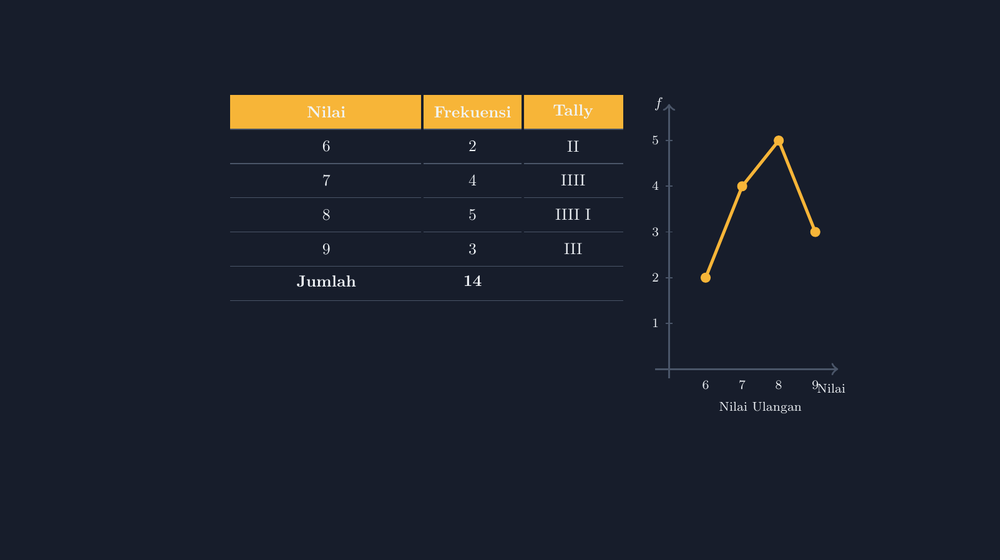 Nilai Frekuensi Tally
6 2 II
7 4 IIII
8 5 IIII I
9 3 III
Jumlah 14
f
5
4
3
2
1
6 7 8 9
Nilai
Nilai Ulangan